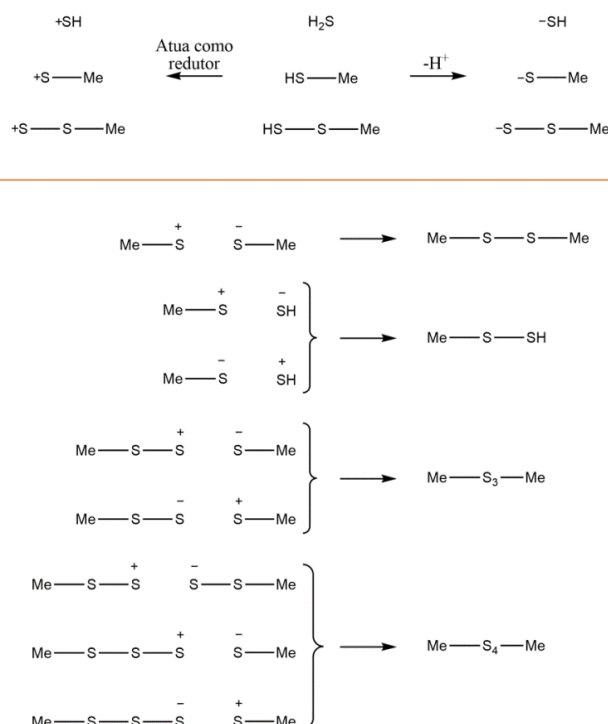 +SH H₂S −SH
Atua como
redutor
-H⁺
+S—Me HS—Me −S—Me
+S—S—Me HS—S—Me −S—S—Me
+ −
Me—S S—Me Me—S—S—Me
+ −
Me—S SH
Me—S—SH
− +
Me—S SH
+ −
Me—S—S S—Me
Me—S₃—Me
− +
Me—S—S S—Me
+ −
Me—S—S S—S—Me
+ −
Me—S—S—S S—Me Me—S₄—Me
− +
Me—S—S—S S—Me